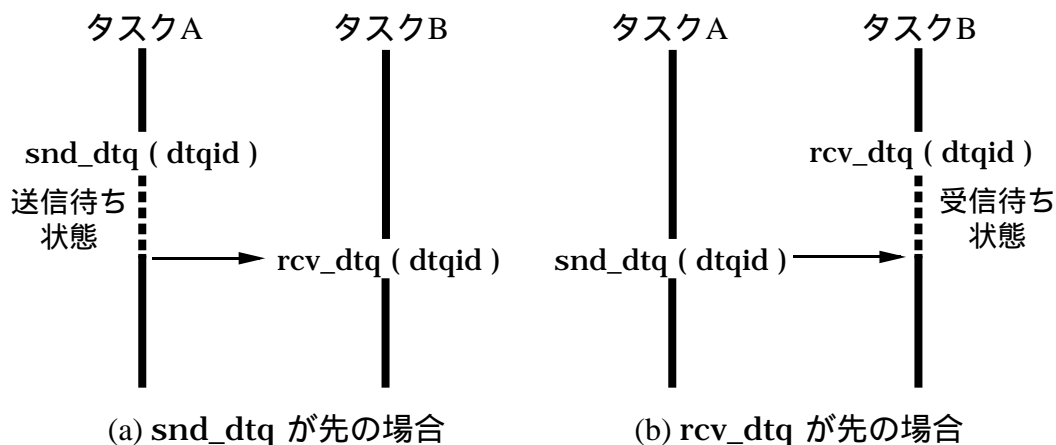 タスクA タスクB タスクA タスクB
snd_dtq ( dtqid ) rcv_dtq ( dtqid )
送信待ち 受信待ち
状態 状態
rcv_dtq ( dtqid ) snd_dtq ( dtqid )
(a) snd_dtq が先の場合 (b) rcv_dtq が先の場合